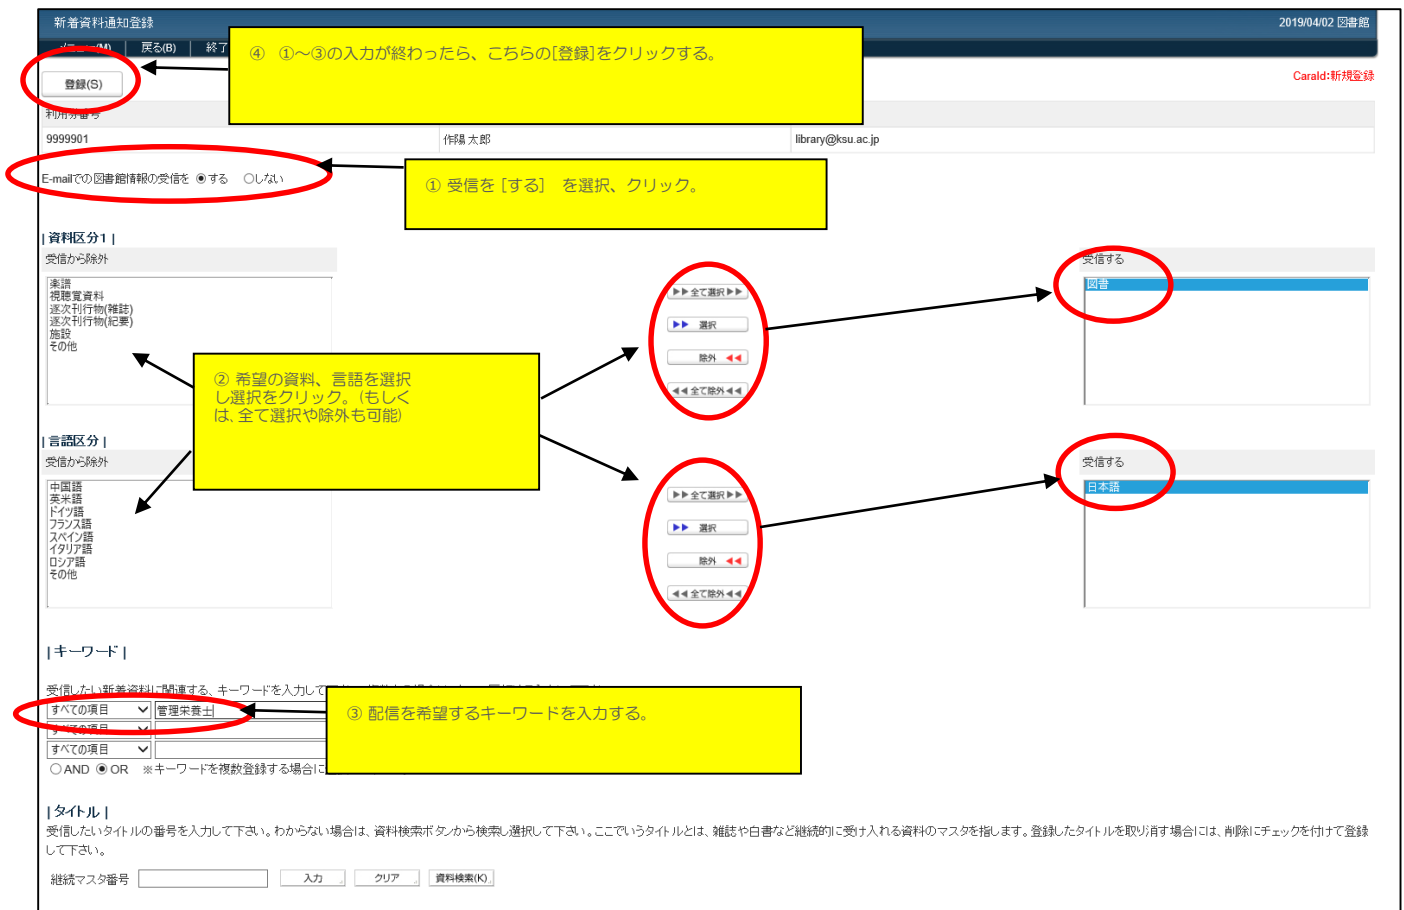 新着資料通知登録
2019/04/02 図書館
戻る(B)
終了
④ ①～③の入力が終わったら、こちらの[登録]をクリックする。
登録(S)
CaraId:新規登録
利用券番号
9999901 作陽 太郎 library@ksu.ac.jp
E-mailでの図書館情報の受信を ◉する ○しない
① 受信を [する] を選択、クリック。
|資料区分1|
受信から除外
受信する
楽譜
視聴覚資料
逐次刊行物(雑誌)
逐次刊行物(紀要)
施設
その他
▶▶全て選択▶▶
▶▶ 選択
除外 ◀◀
◀◀全て除外◀◀
図書
② 希望の資料、言語を選択
し選択をクリック。(もしく
は、全て選択や除外も可能)
|言語区分|
受信から除外
受信する
中国語
英米語
ドイツ語
フランス語
スペイン語
イタリア語
ロシア語
その他
▶▶全て選択▶▶
▶▶ 選択
除外 ◀◀
◀◀全て除外◀◀
日本語
|キーワード|
受信したい新着資料に関連する、キーワードを入力して
すべての項目 管理栄養士
すべての項目
すべての項目
③ 配信を希望するキーワードを入力する。
○AND ◉OR ※キーワードを複数登録する場合に
|タイトル|
受信したいタイトルの番号を入力して下さい。わからない場合は、資料検索ボタンから検索し選択して下さい。ここでいうタイトルとは、雑誌や白書など継続的に受け入れる資料のマスタを指します。登録したタイトルを取り消す場合には、削除にチェックを付けて登録
して下さい。
継続マスタ番号 入力 クリア 資料検索(K)